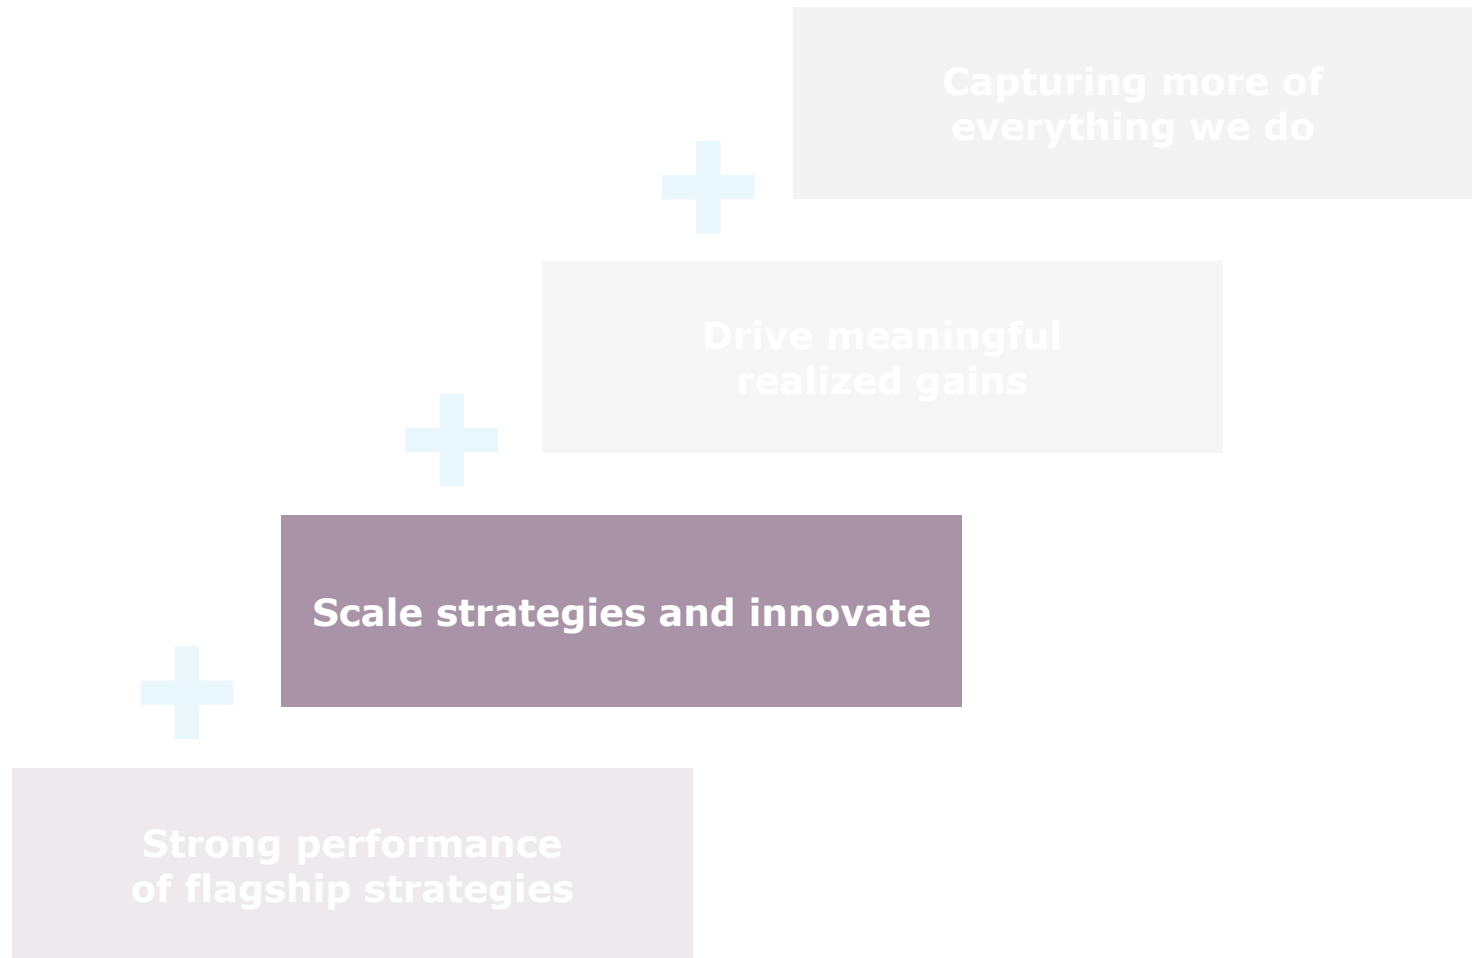 Capturing more of
everything we do
Drive meaningful
realized gains
Scale strategies and innovate
Strong performance
of flagship strategies